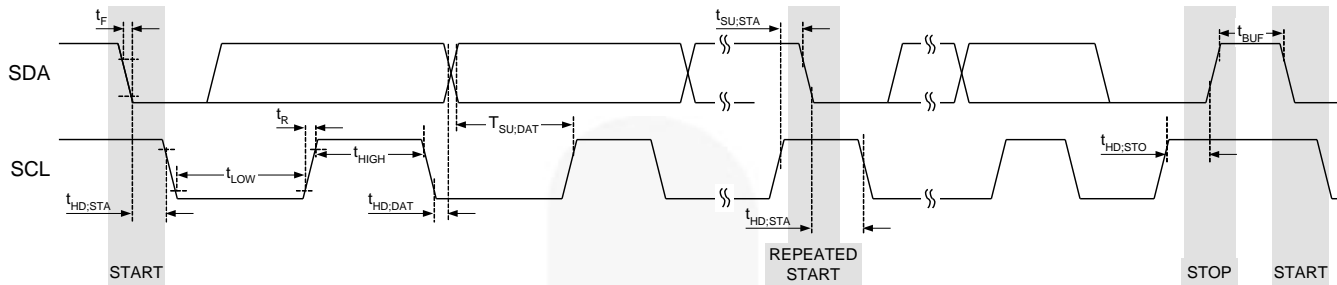 tF
tSU;STA
tBUF
SDA
tR
TSU;DAT
tHIGH
tHD;STO
SCL
tLOW
tHD;STA
tHD;DAT
tHD;STA
START
REPEATED
START
STOP
START